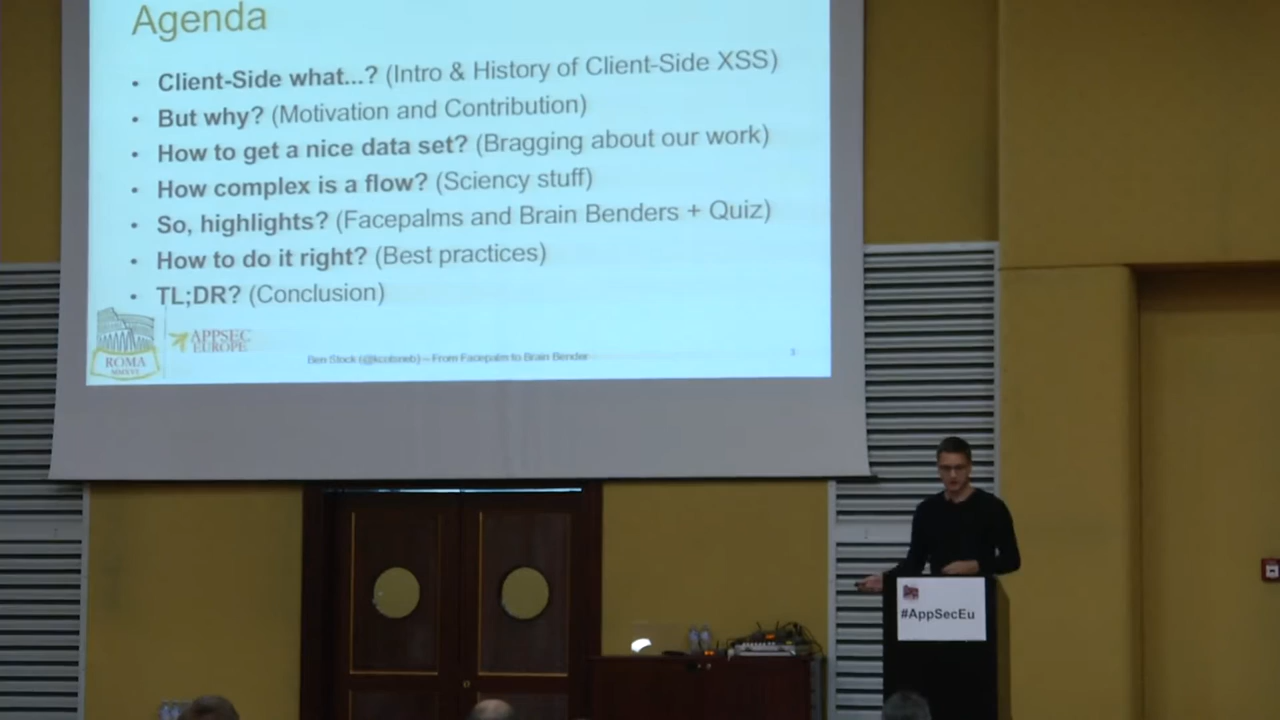 Agenda
• Client-Side what...? (Intro & History of Client-Side XSS)
• But why? (Motivation and Contribution)
• How to get a nice data set? (Bragging about our work)
• How complex is a flow? (Sciency stuff)
• So, highlights? (Facepalms and Brain Benders + Quiz)
• How to do it right? (Best practices)
• TL;DR? (Conclusion)
APPSEC
EUROPE
ROMA
MMXVI
Ben Stock (@kcotsneb) – From Facepalm to Brain Bender
3
#AppSecEu